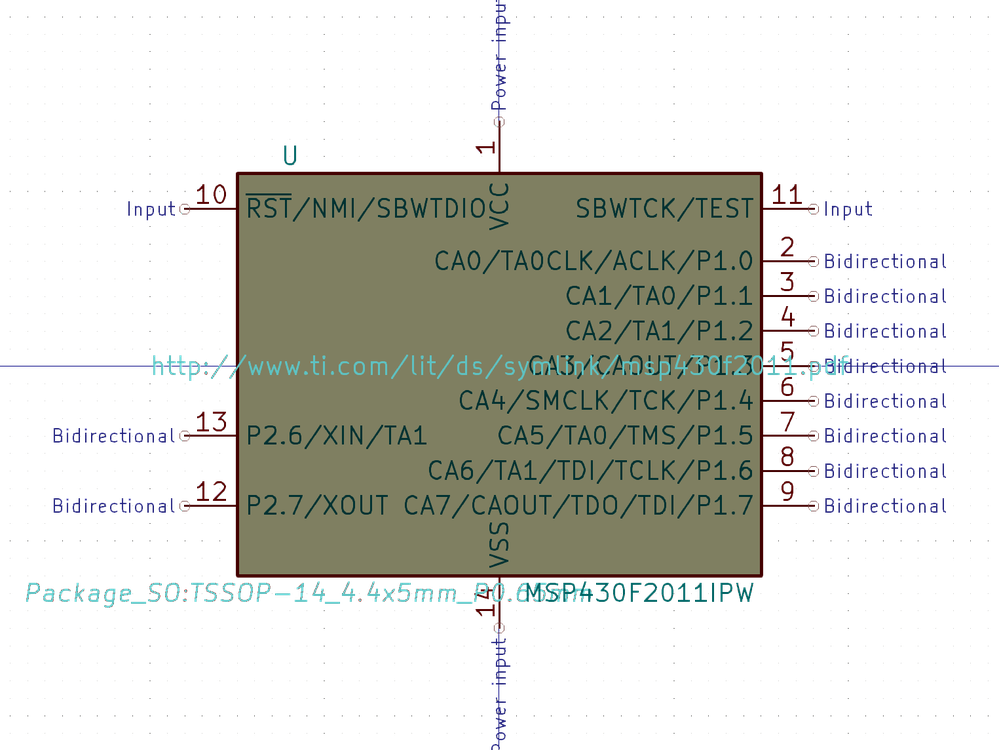 Power input
1
U
VCC
10
R̅S̅T̅/NMI/SBWTDIO
Input
SBWTCK/TEST
11
Input
CA0/TA0CLK/ACLK/P1.0
2
Bidirectional
CA1/TA0/P1.1
3
Bidirectional
CA2/TA1/P1.2
4
Bidirectional
CA3/CAOUT/P1.3
5
Bidirectional
http://www.ti.com/lit/ds/symlink/msp430f2011.pdf
CA4/SMCLK/TCK/P1.4
6
Bidirectional
Bidirectional
13
P2.6/XIN/TA1
CA5/TA0/TMS/P1.5
7
Bidirectional
CA6/TA1/TDI/TCLK/P1.6
8
Bidirectional
Bidirectional
12
P2.7/XOUT
CA7/CAOUT/TDO/TDI/P1.7
9
Bidirectional
VSS
Package_SO:TSSOP-14_4.4x5mm_P0.65mm
MSP430F2011IPW
14
Power input